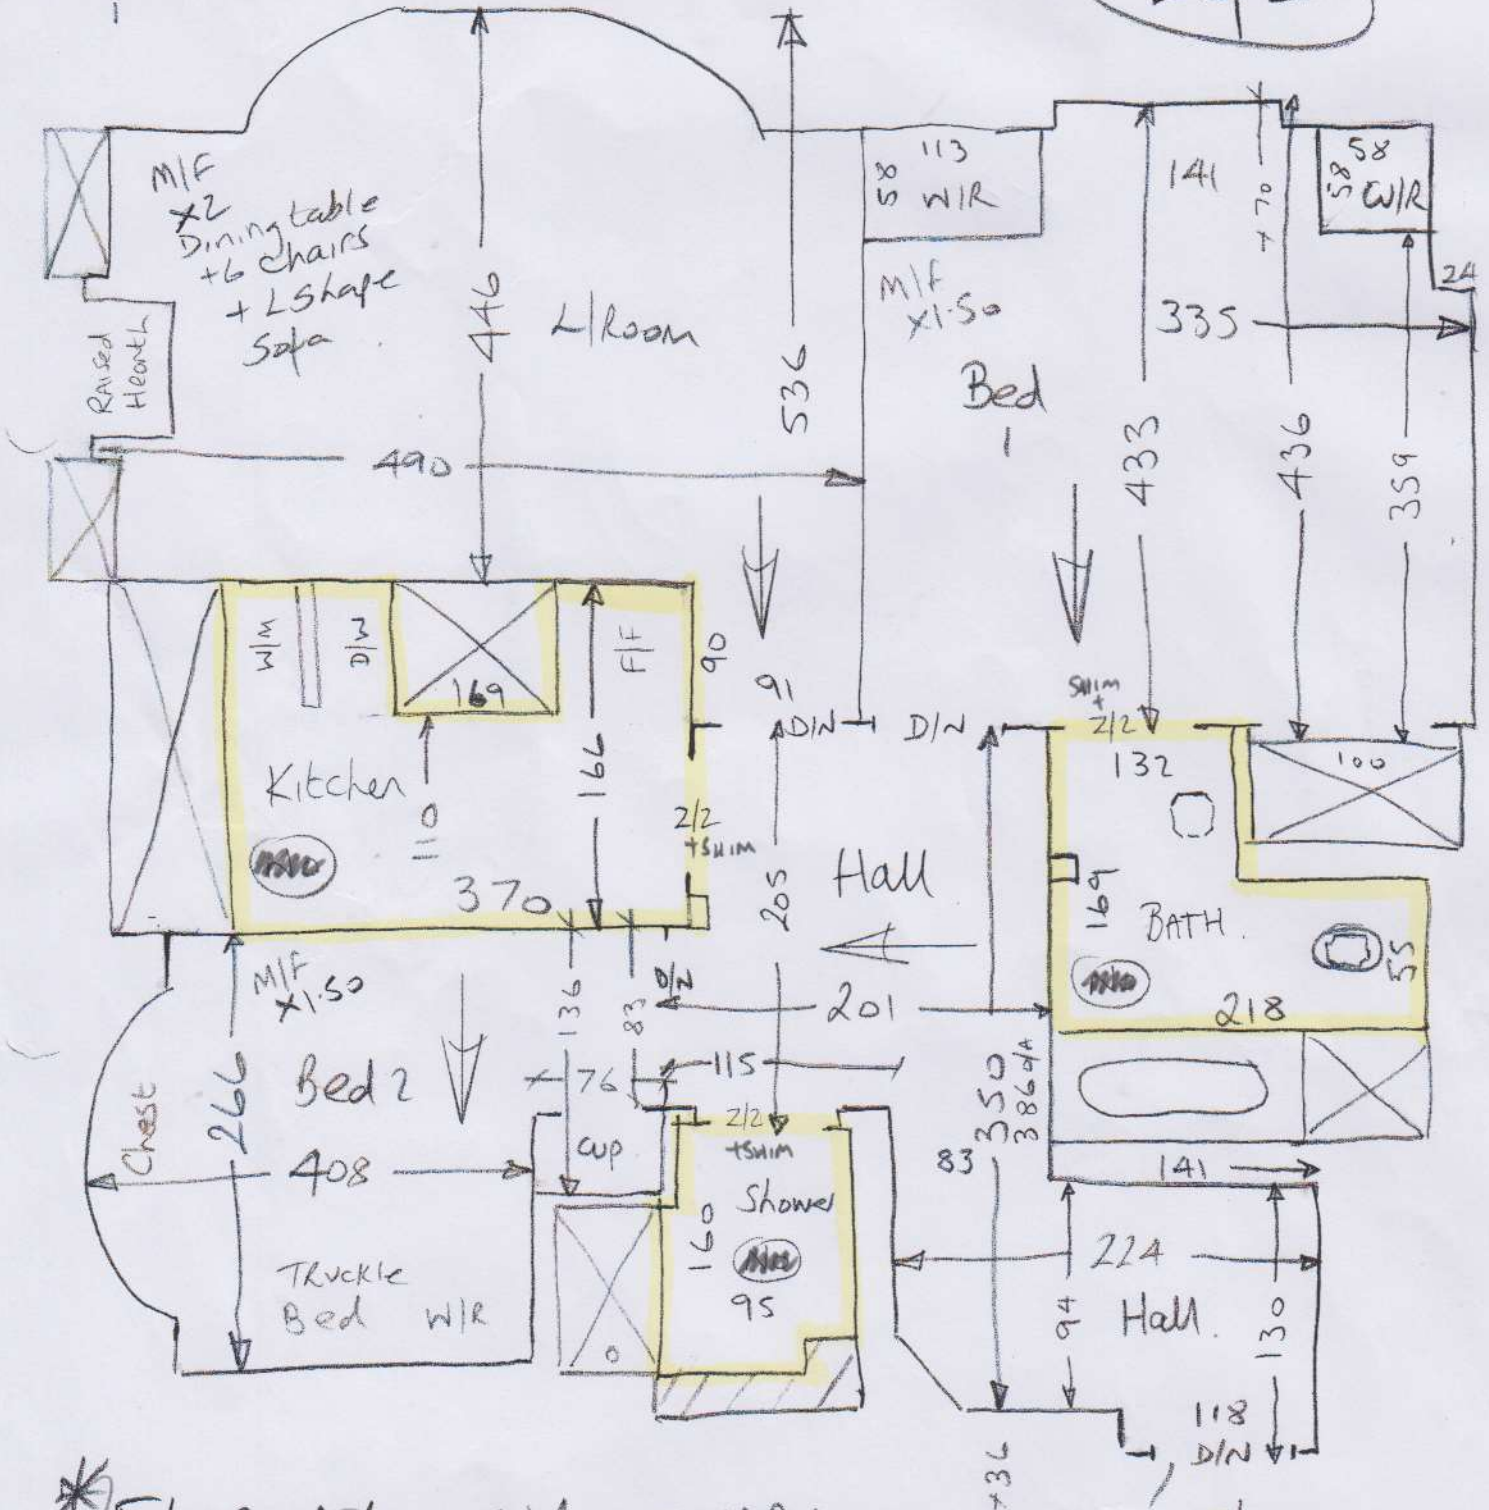 M/F
x2
Dining table
+6 chairs
+ L Shape
Sofa
Raised
Hearth
446
L/Room
536
490
113
58
W/R
M/F
x1.50
Bed
1
141
+70
58
58
W/R
24
335
433
436
359
W/M
D/W
169
F/F
90
91
D/N
D/N
SHIM
+
2/2
132
100
Kitchen
110
166
2/2
+SHIM
370
205
Hall
169
BATH.
55
218
M/F
x1.50
136
83
D/N
201
115
350
386 o/A
Bed 2
76
Chest
266
408
cup
2/2
+SHIM
Shower
160
95
83
141
224
94
Hall.
130
Truckle
Bed
W/R
118
D/N
+36